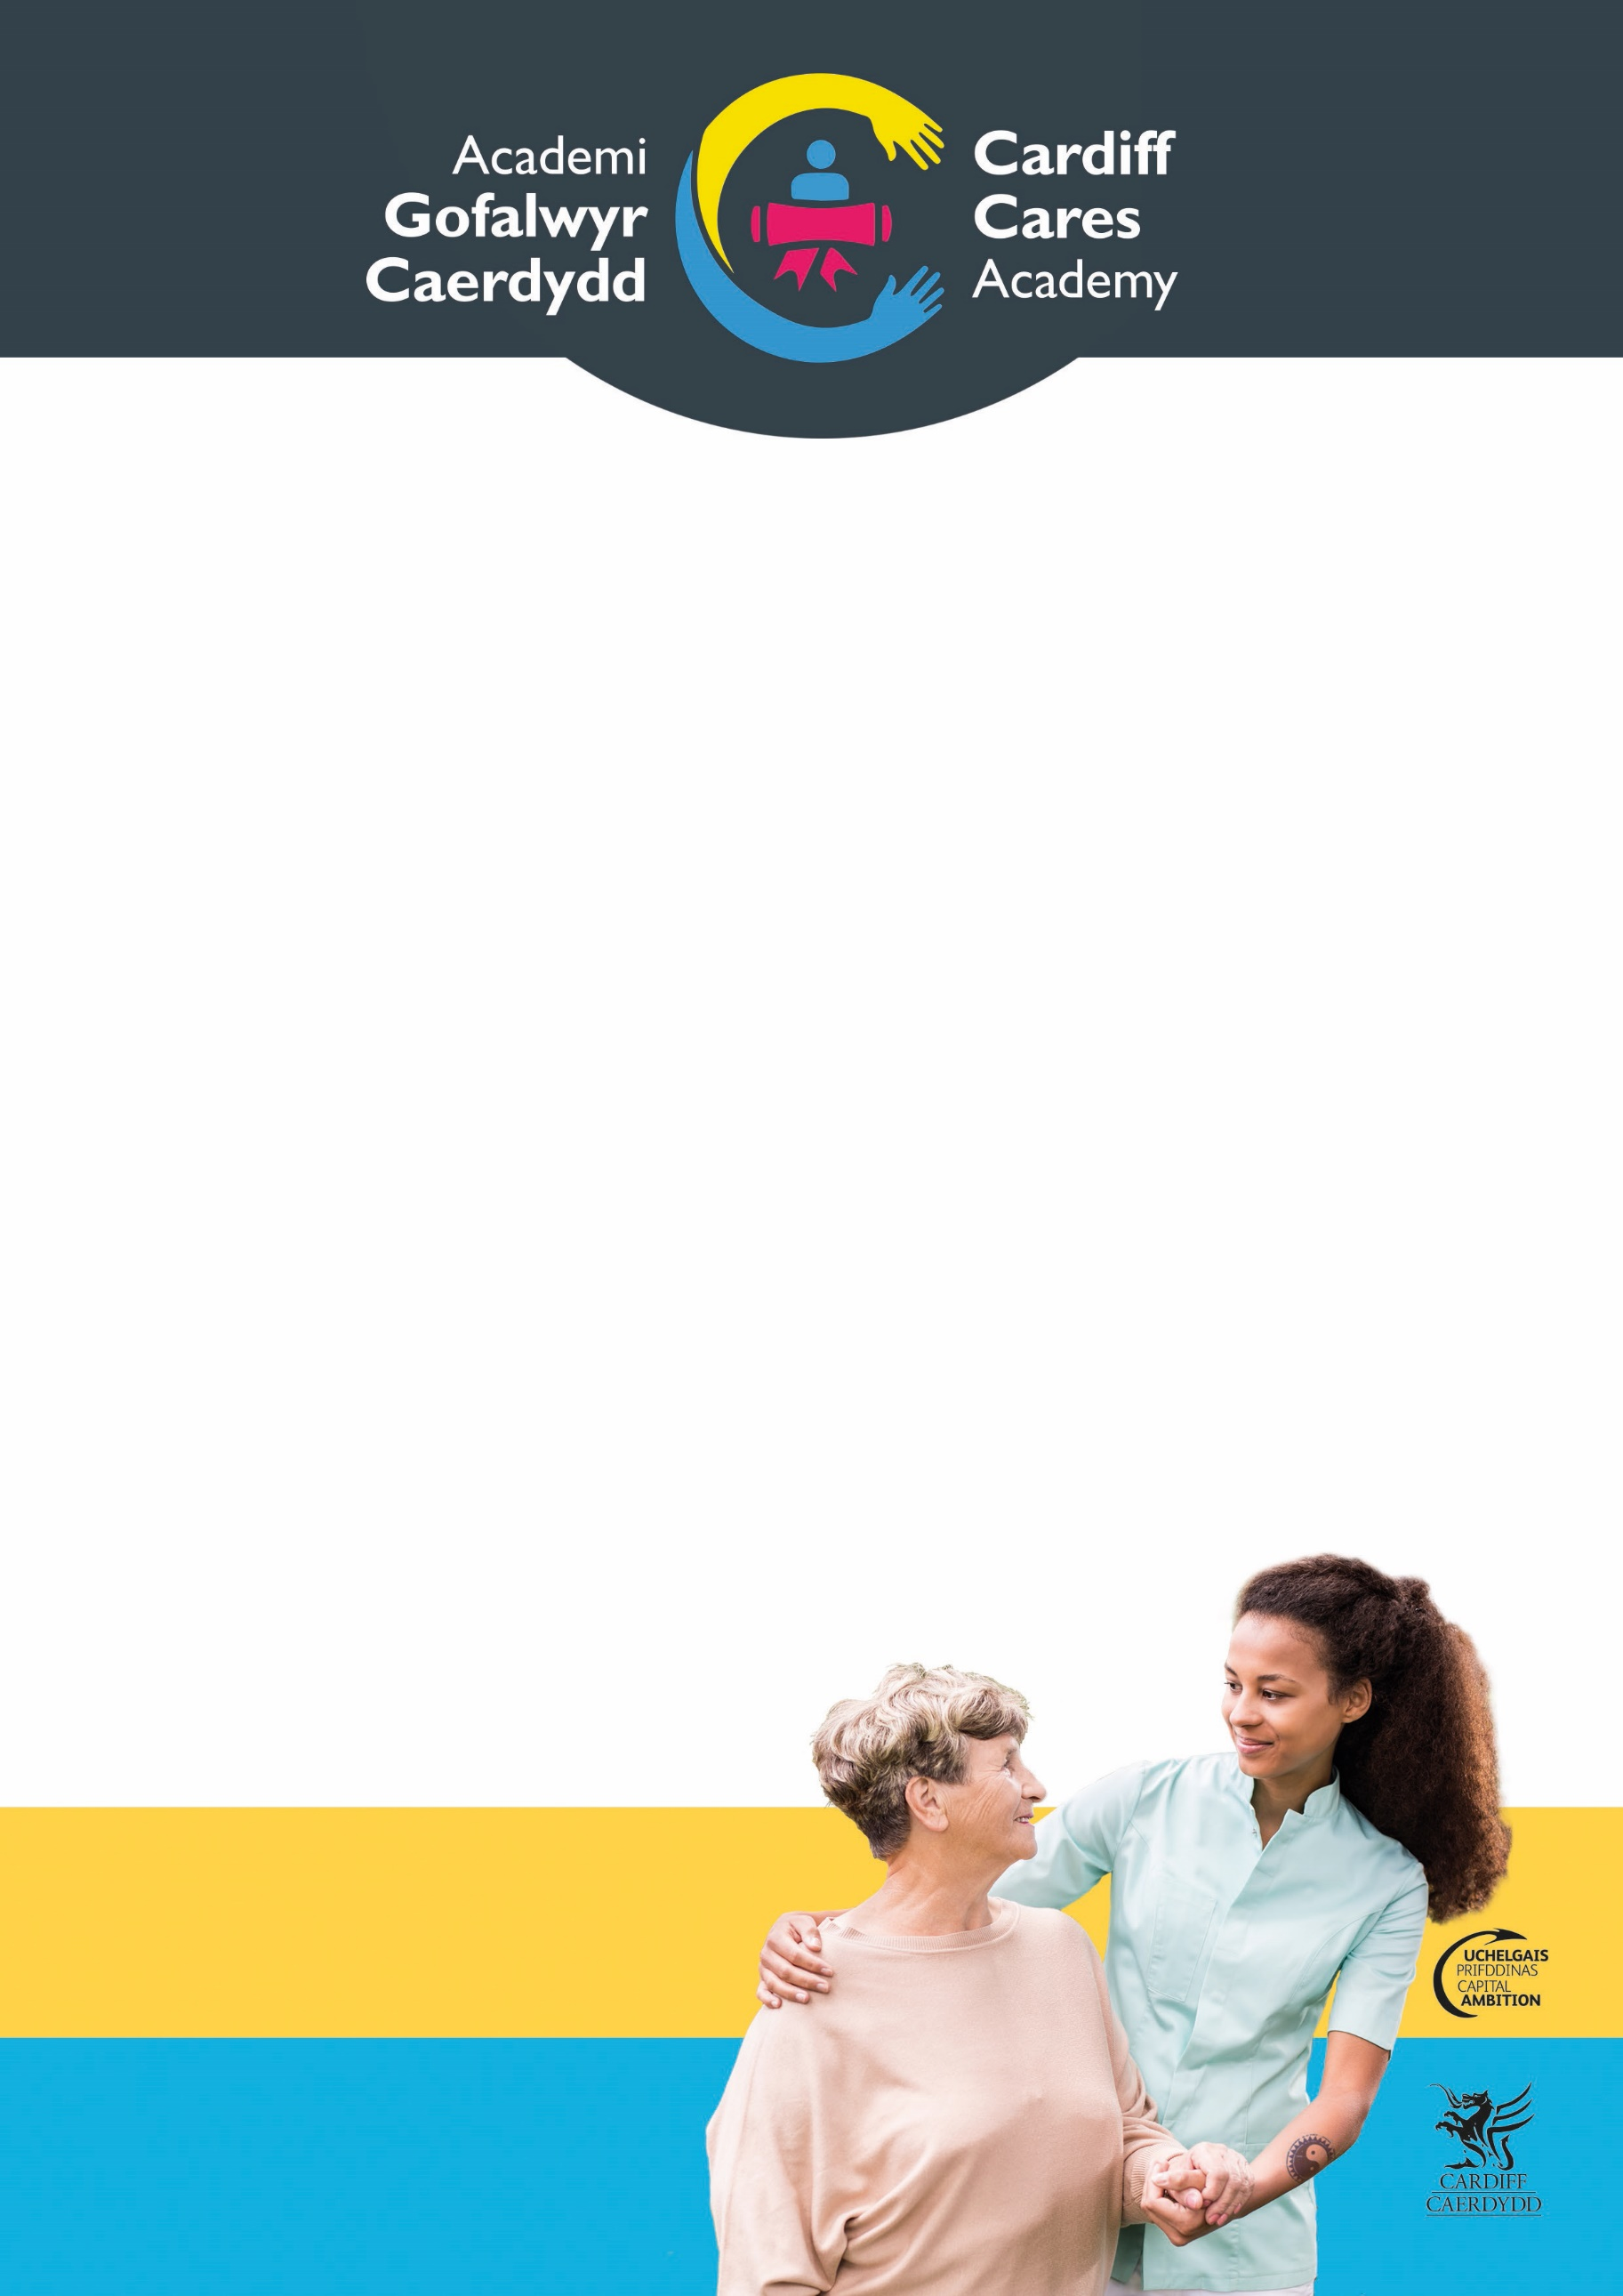 Academi
Gofalwyr
Caerdydd
Cardiff
Cares
Academy
UCHELGAIS
PRIFDDINAS
CAPITAL
AMBITION
CARDIFF
CAERDYDD